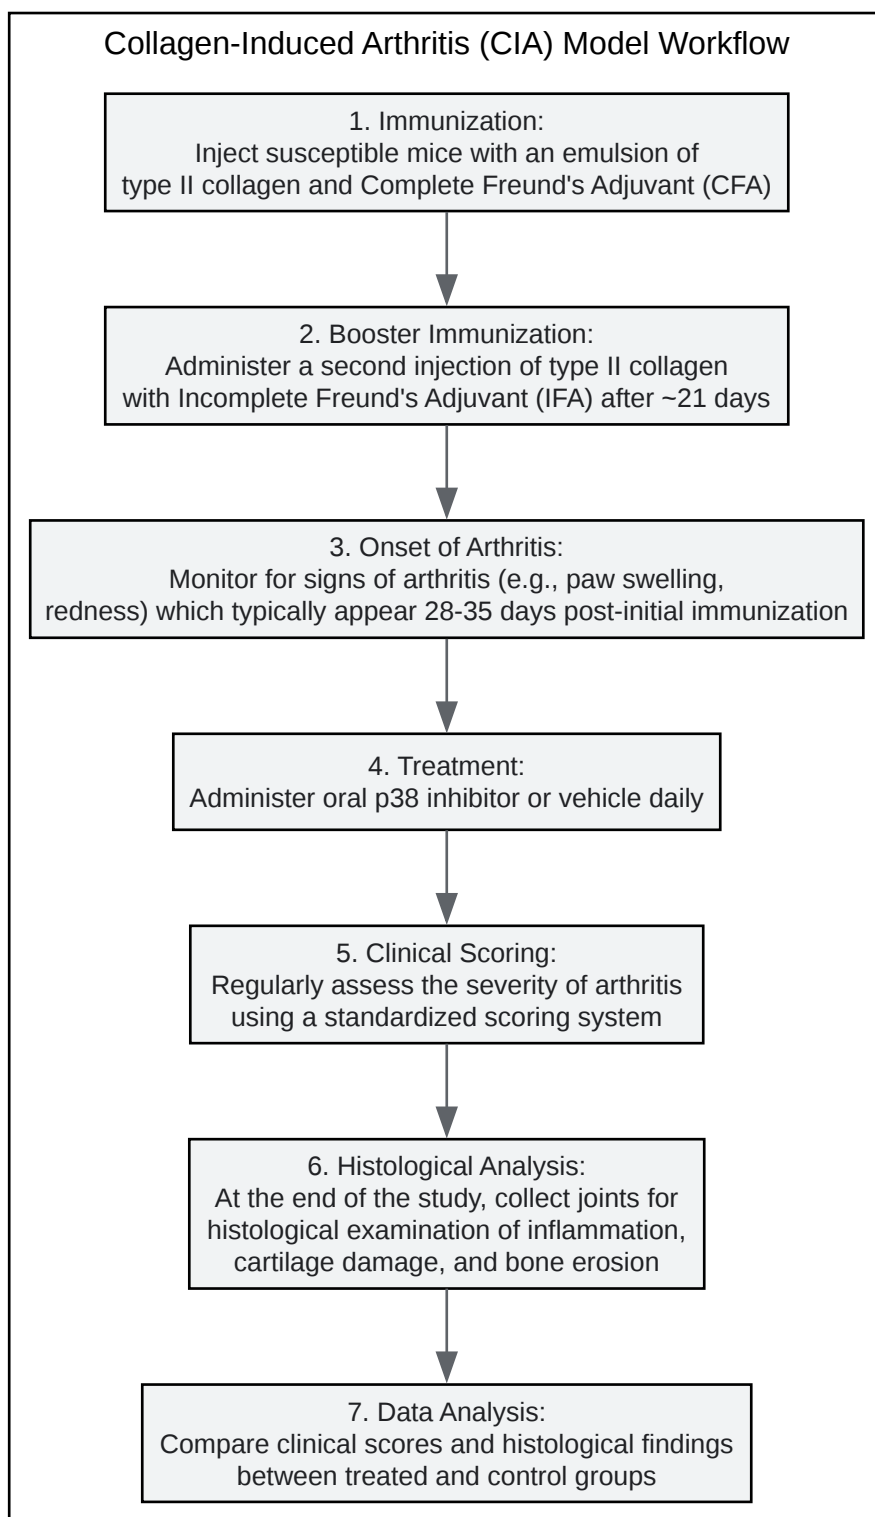 Collagen-Induced Arthritis (CIA) Model Workflow
1. Immunization:
Inject susceptible mice with an emulsion of
type II collagen and Complete Freund's Adjuvant (CFA)
2. Booster Immunization:
Administer a second injection of type II collagen
with Incomplete Freund's Adjuvant (IFA) after ~21 days
3. Onset of Arthritis:
Monitor for signs of arthritis (e.g., paw swelling,
redness) which typically appear 28-35 days post-initial immunization
4. Treatment:
Administer oral p38 inhibitor or vehicle daily
5. Clinical Scoring:
Regularly assess the severity of arthritis
using a standardized scoring system
6. Histological Analysis:
At the end of the study, collect joints for
histological examination of inflammation,
cartilage damage, and bone erosion
7. Data Analysis:
Compare clinical scores and histological findings
between treated and control groups